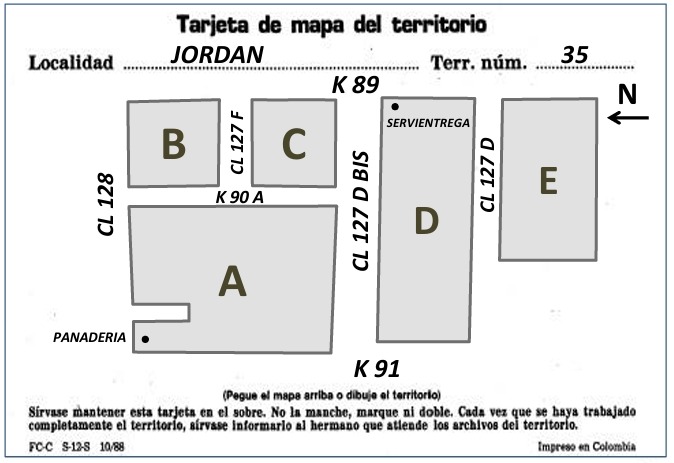 Tarjeta de mapa del territorio
Localidad JORDAN Terr. núm. 35
K 89
N
SERVIENTREGA
B
CL 127 F
C
CL 128
K 90 A
CL 127 D BIS
D
CL 127 D
E
A
PANADERIA
K 91
(Pegue el mapa arriba o dibuje el territorio)
Sírvase mantener esta tarjeta en el sobre. No la manche, marque ni doble. Cada vez que se haya trabajado
completamente el territorio, sírvase informarlo al hermano que atiende los archivos del territorio.
FC-C S-12-S 10/88 Impreso en Colombia